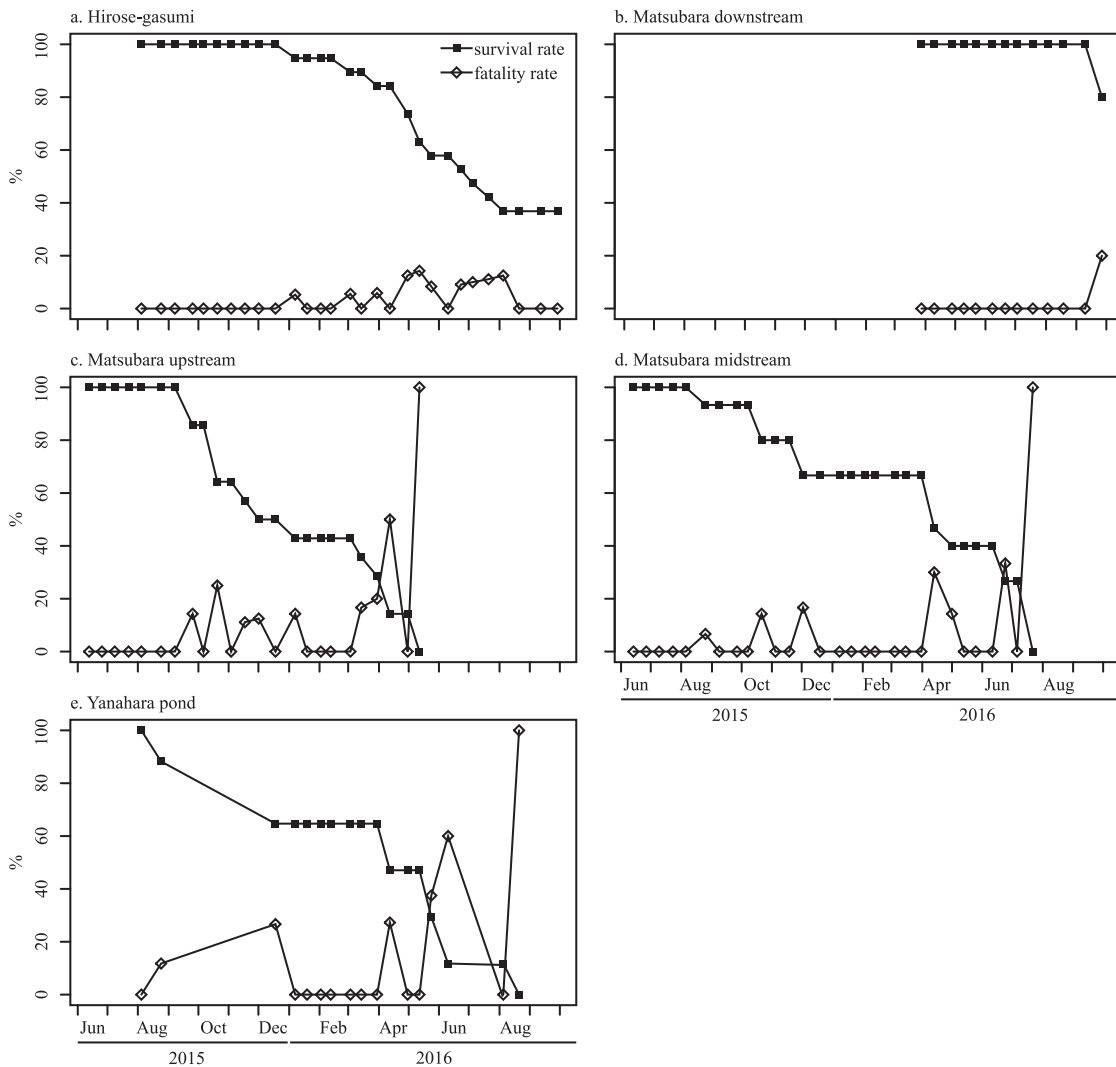 a. Hirose-gasumi
b. Matsubara downstream
survival rate
fatality rate
%
0 20 40 60 80 100
c. Matsubara upstream
d. Matsubara midstream
%
0 20 40 60 80 100
Jun Aug Oct Dec Feb Apr Jun Aug
2015 2016
e. Yanahara pond
%
0 20 40 60 80 100
Jun Aug Oct Dec Feb Apr Jun Aug
2015 2016